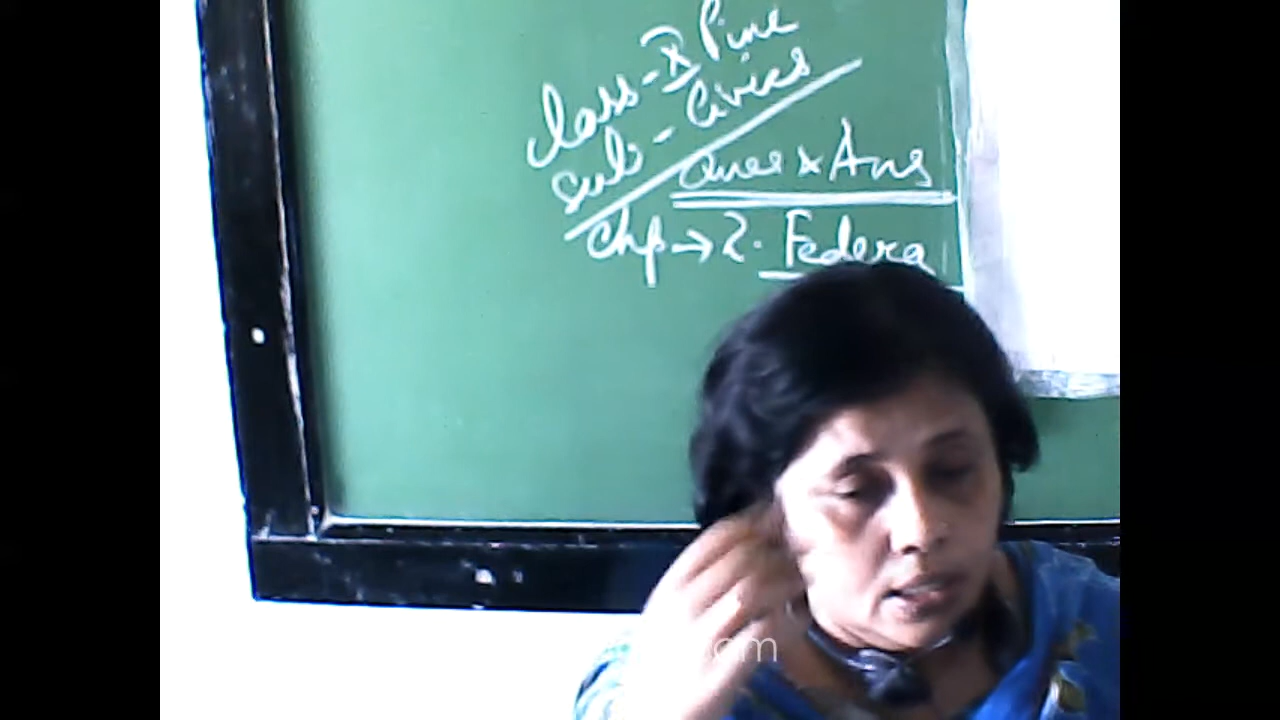 Class - X Pine
Sub - Civics
Ques & Ans
Chp → 2. Federa